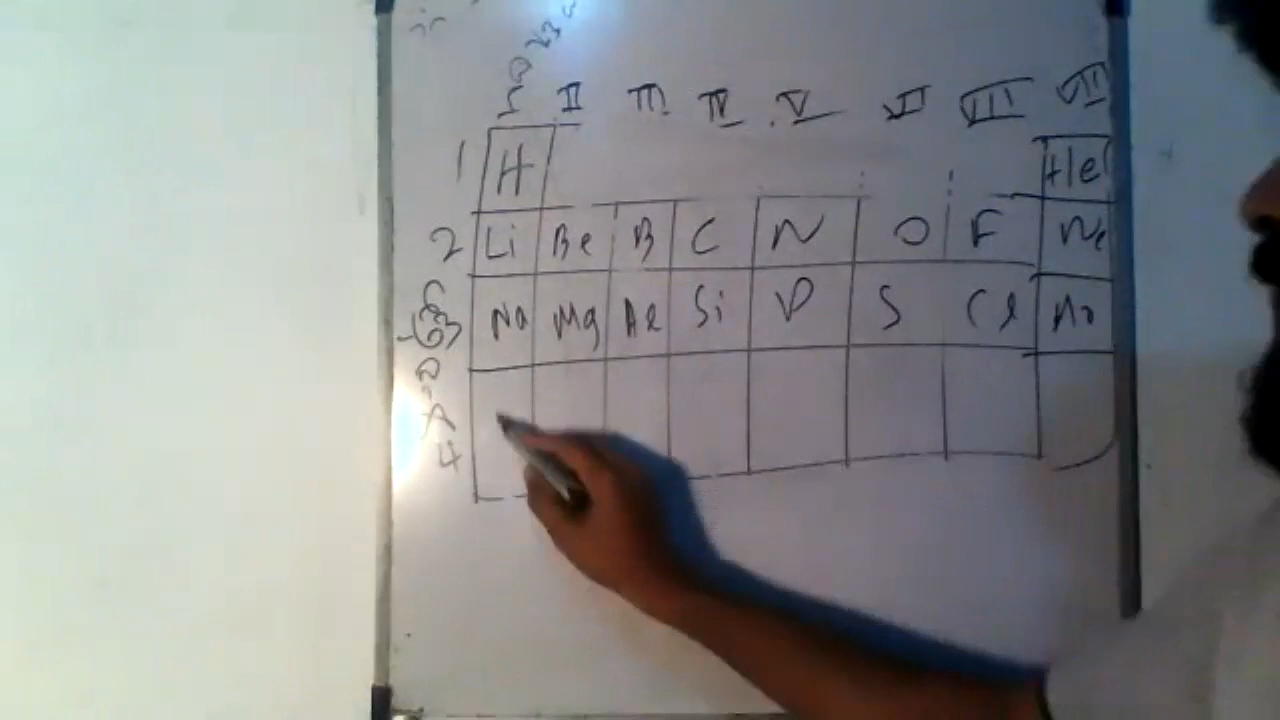 II III IV V VI VII VIII
1 H He
2 Li Be B C N O F Ne
3 Na Mg Al Si P S Cl Ar
4